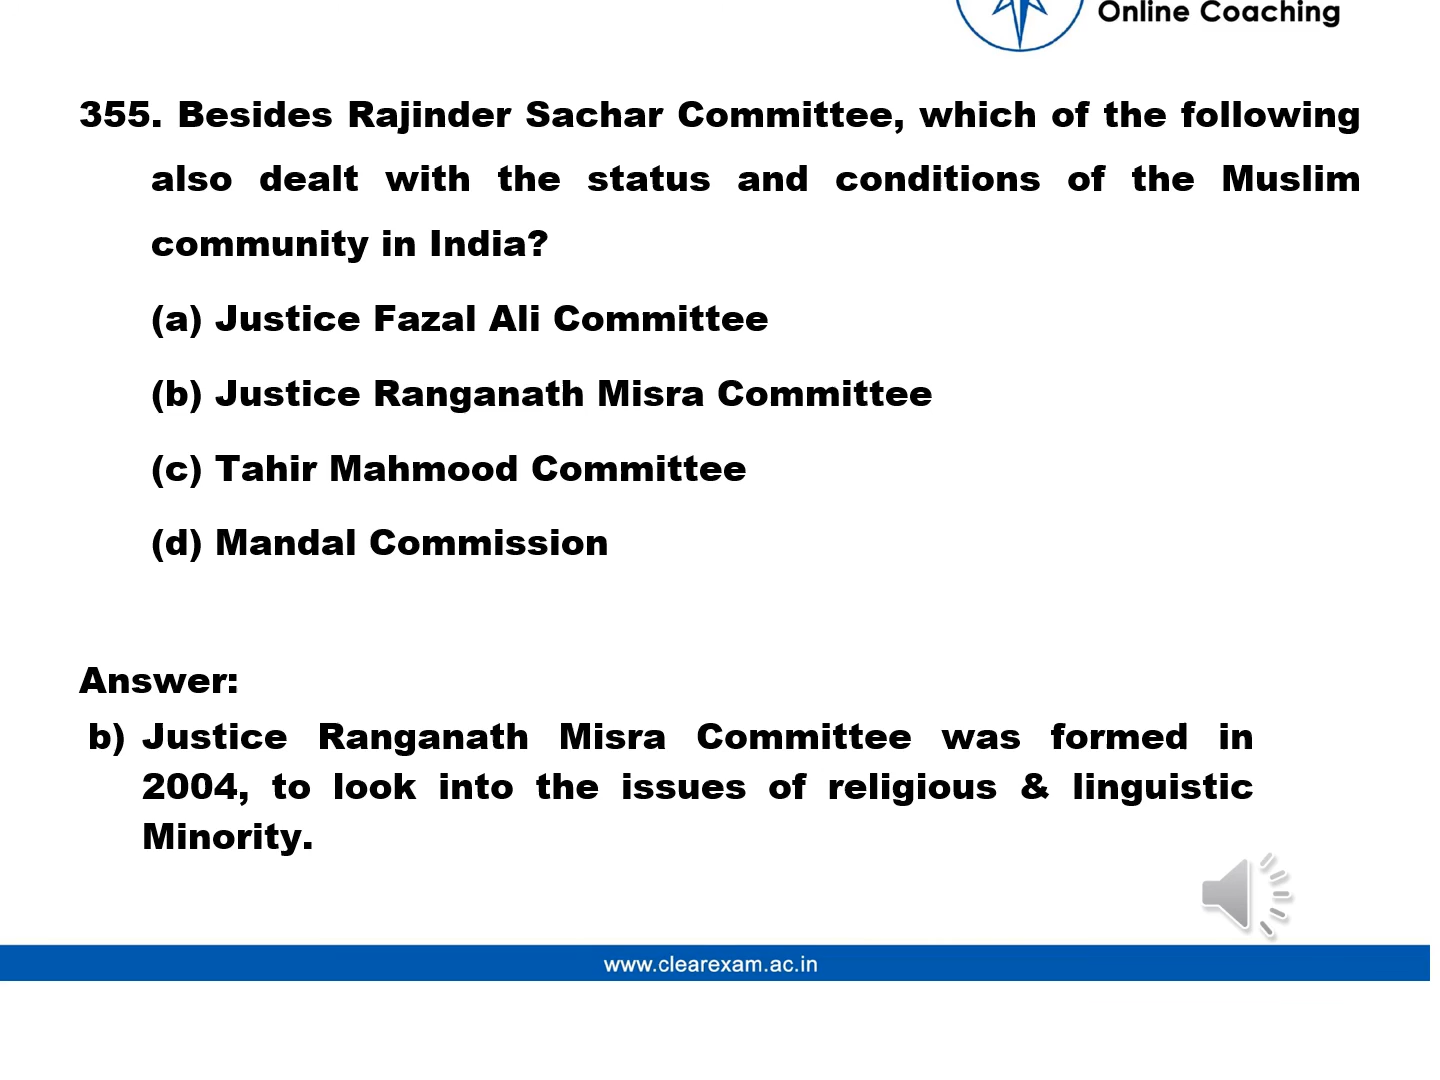 Online Coaching
355. Besides Rajinder Sachar Committee, which of the following
also dealt with the status and conditions of the Muslim
community in India?
(a) Justice Fazal Ali Committee
(b) Justice Ranganath Misra Committee
(c) Tahir Mahmood Committee
(d) Mandal Commission
Answer:
b) Justice Ranganath Misra Committee was formed in
2004, to look into the issues of religious & linguistic
Minority.
www.clearexam.ac.in